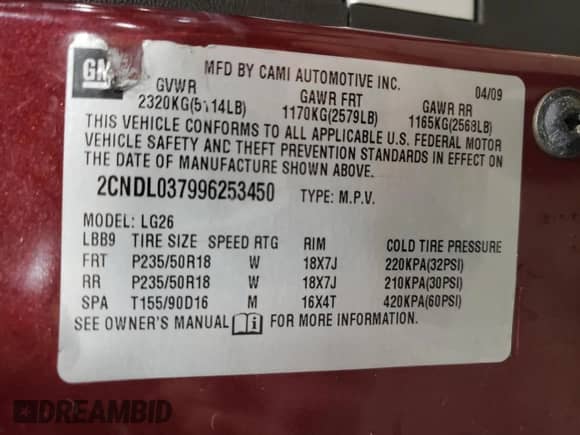 GM
MFD BY CAMI AUTOMOTIVE INC.
04/09
GVWR GAWR FRT GAWR RR
2320KG(5114LB) 1170KG(2579LB) 1165KG(2568LB)
THIS VEHICLE CONFORMS TO ALL APPLICABLE U.S. FEDERAL MOTOR
VEHICLE SAFETY AND THEFT PREVENTION STANDARDS IN EFFECT ON
THE DATE OF MANUFACTURE SHOWN ABOVE.
2CNDL037996253450 TYPE: M.P.V.
MODEL: LG26
LBB9 TIRE SIZE SPEED RTG RIM COLD TIRE PRESSURE
FRT P235/50R18 W 18X7J 220KPA(32PSI)
RR P235/50R18 W 18X7J 210KPA(30PSI)
SPA T155/90D16 M 16X4T 420KPA(60PSI)
SEE OWNER'S MANUAL i FOR MORE INFORMATION.
DREAMBID